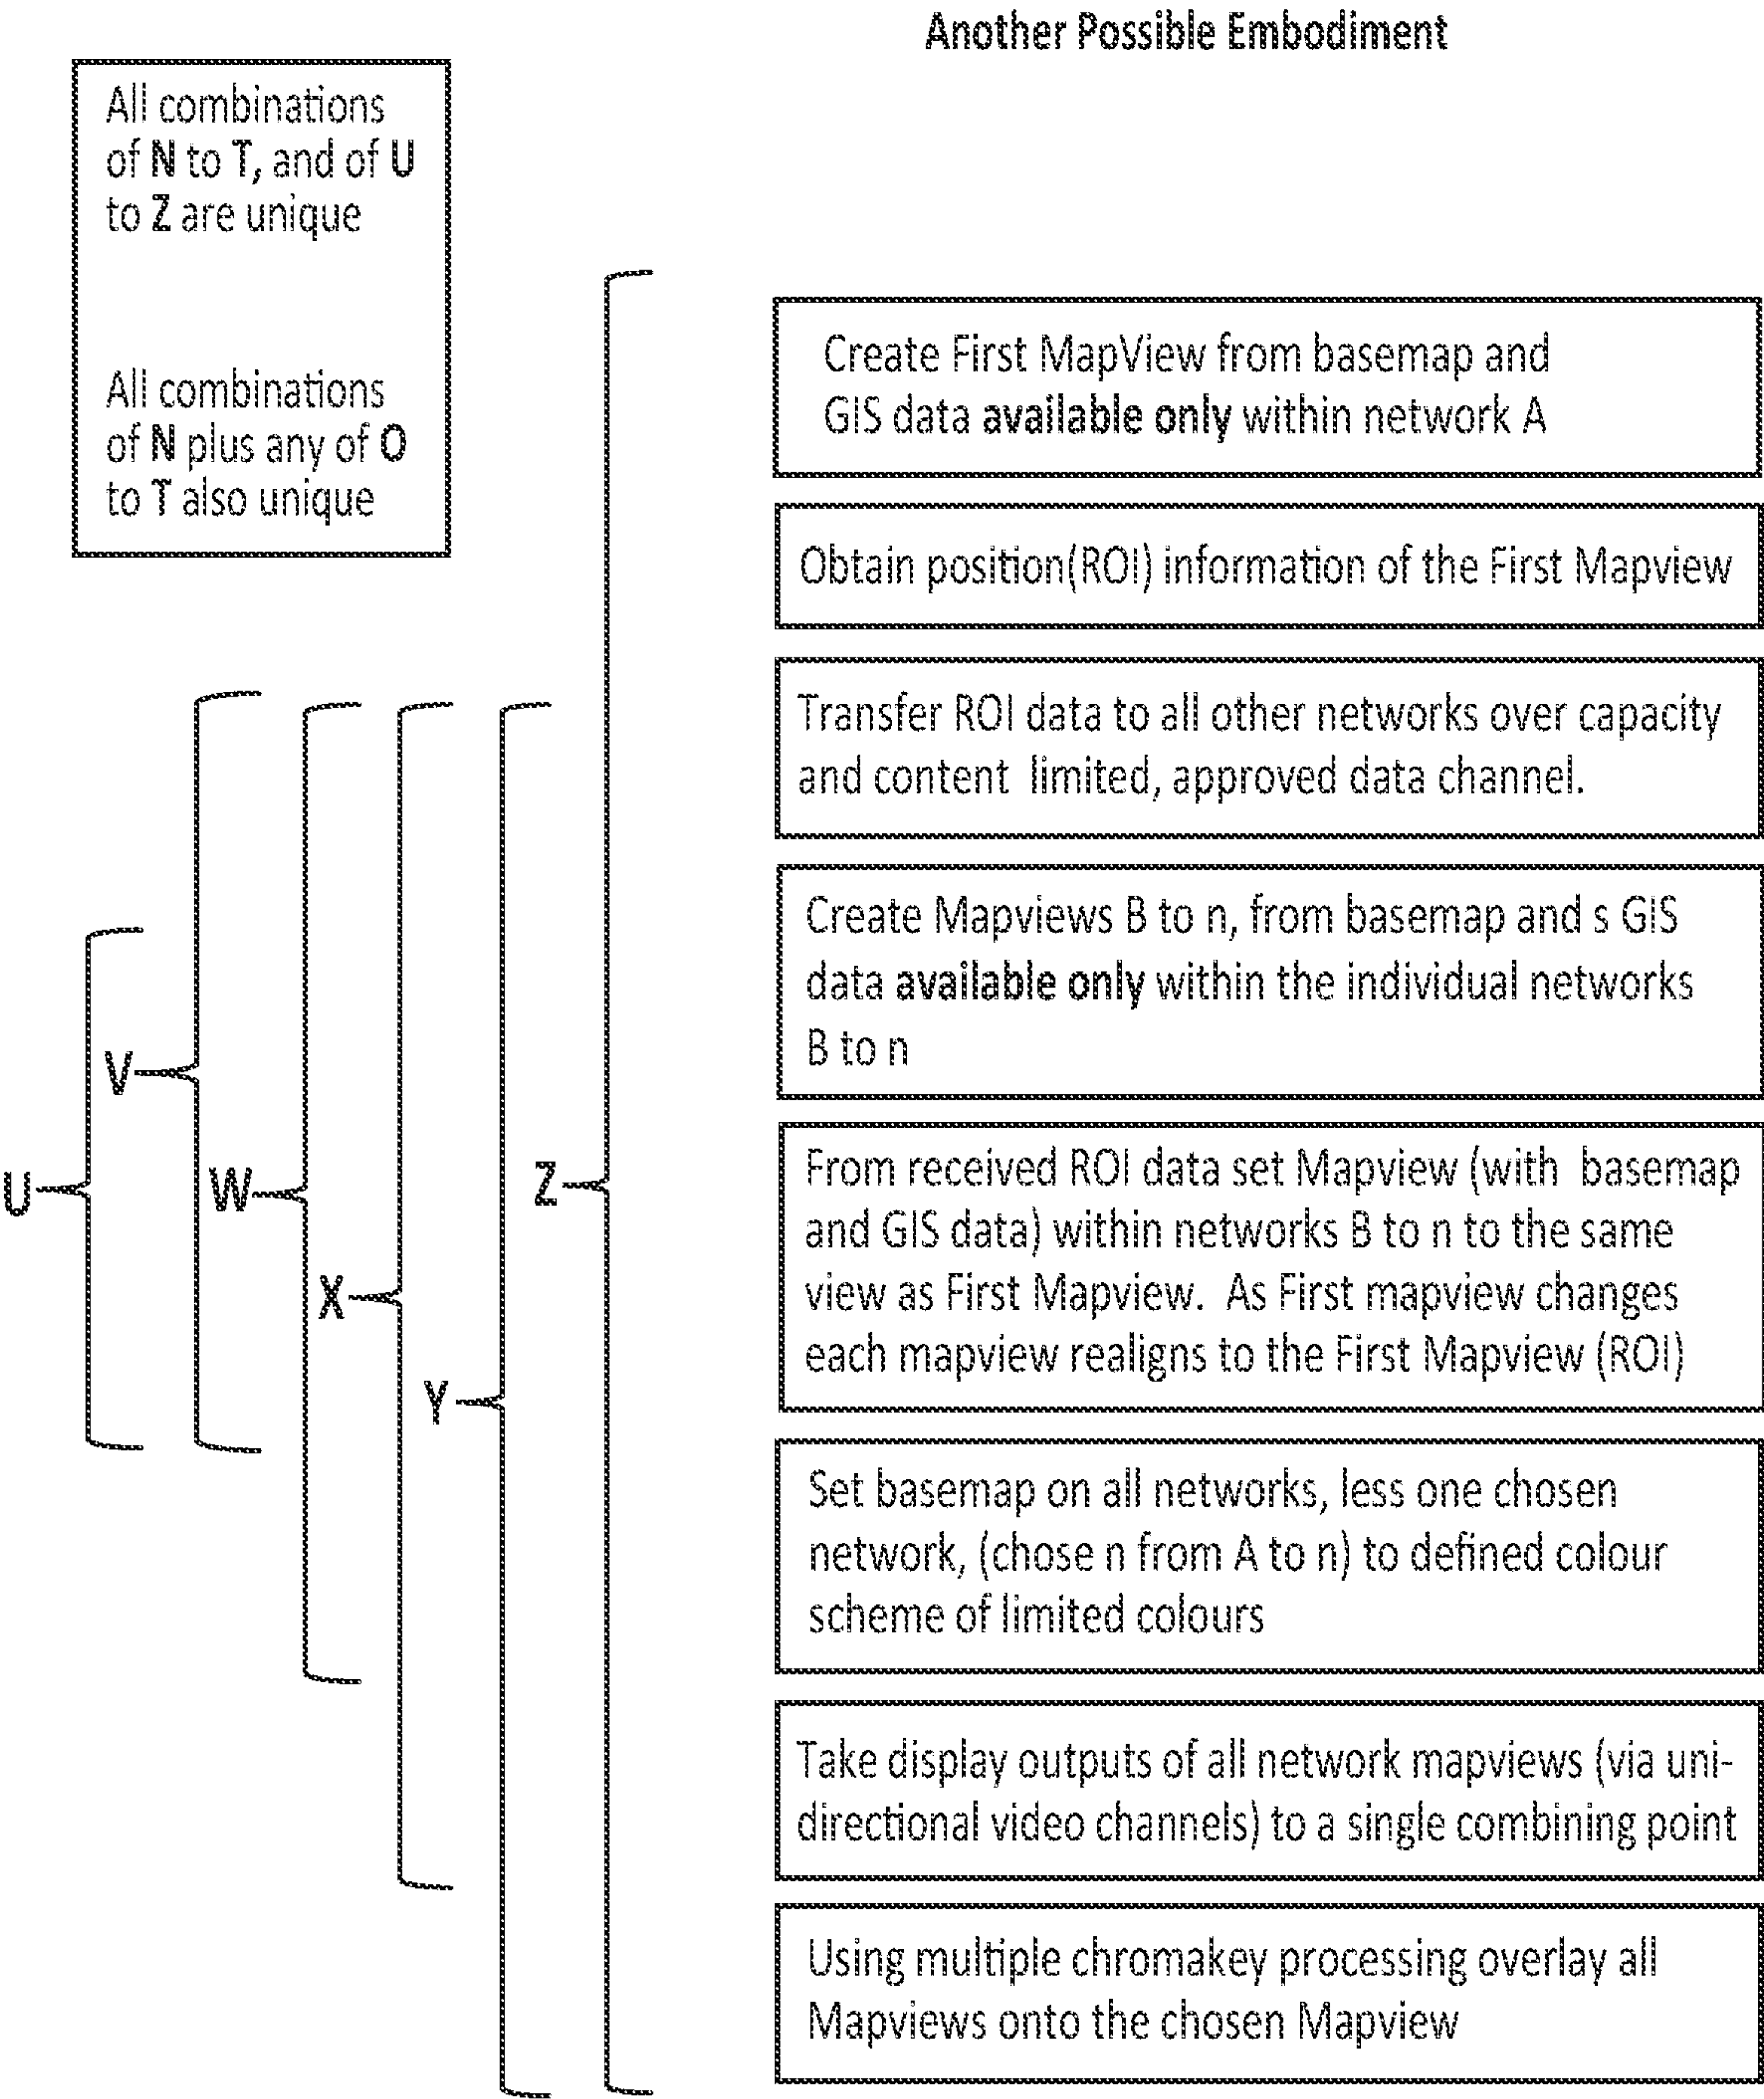 Another Possible Embodiment
All combinations
of N to T, and of U
to Z are unique
All combinations
of N plus any of O
to T also unique
Create First MapView from basemap and
GIS data available only within network A
Obtain position(ROI) information of the First Mapview
Transfer ROI data to all other networks over capacity
and content limited, approved data channel.
Create Mapviews B to n, from basemap and s GIS
data available only within the individual networks
B to n
From received ROI data set Mapview (with basemap
and GIS data) within networks B to n to the same
view as First Mapview. As First mapview changes
each mapview realigns to the First Mapview (ROI)
Set basemap on all networks, less one chosen
network, (chose n from A to n) to defined colour
scheme of limited colours
Take display outputs of all network mapviews (via uni-
directional video channels) to a single combining point
Using multiple chromakey processing overlay all
Mapviews onto the chosen Mapview
U
V
W
X
Y
Z